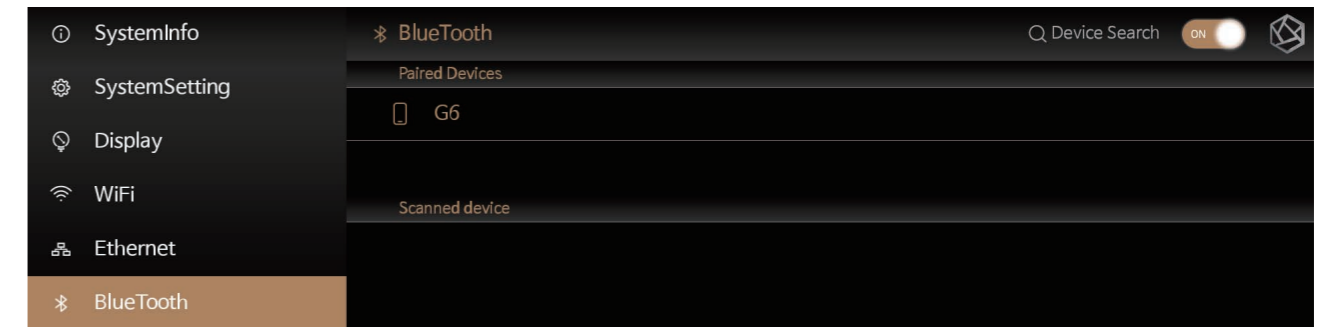 SystemInfo
SystemSetting
Display
WiFi
Ethernet
BlueTooth
BlueTooth
Device Search
ON
Paired Devices
G6
Scanned device